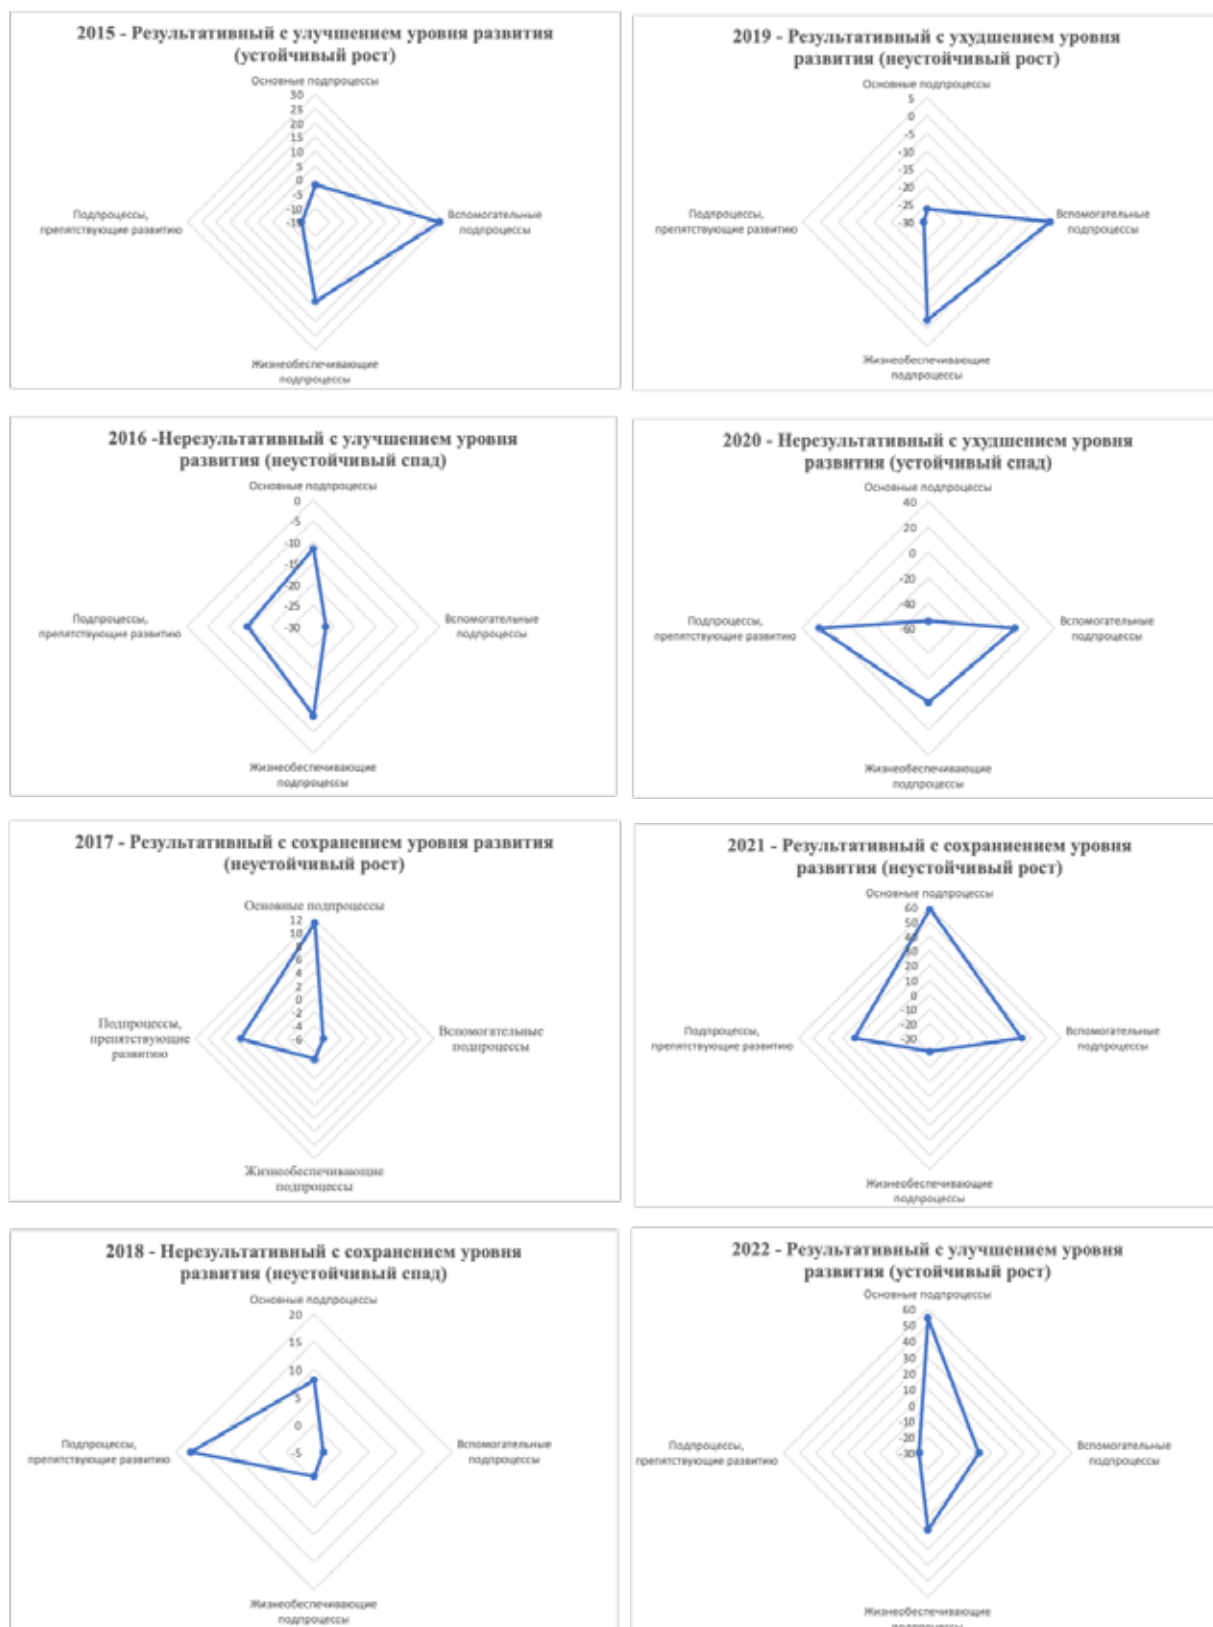 2015 - Результативный с улучшением уровня развития
(устойчивый рост)
Основные подпроцессы
30
25
20
15
10
5
0
-5
-10
-15
Вспомогательные
подпроцессы
Жизнеобеспечивающие
подпроцессы
Подпроцессы,
препятствующие развитию
2019 - Результативный с ухудшением уровня
развития (неустойчивый рост)
Основные подпроцессы
5
0
-5
-10
-15
-20
-25
-30
Вспомогательные
подпроцессы
Жизнеобеспечивающие
подпроцессы
Подпроцессы,
препятствующие развитию
2016 -Нерезультативный с улучшением уровня
развития (неустойчивый спад)
Основные подпроцессы
0
-5
-10
-15
-20
-25
-30
Вспомогательные
подпроцессы
Жизнеобеспечивающие
подпроцессы
Подпроцессы,
препятствующие развитию
2020 - Нерезультативный с ухудшением уровня
развития (устойчивый спад)
Основные подпроцессы
40
20
0
-20
-40
-60
Вспомогательные
подпроцессы
Жизнеобеспечивающие
подпроцессы
Подпроцессы,
препятствующие развитию
2017 - Результативный с сохранением уровня развития
(неустойчивый рост)
Основные подпроцессы
12
10
8
6
4
2
0
-2
-4
-6
Вспомогательные
подпроцессы
Жизнеобеспечивающие
подпроцессы
Подпроцессы,
препятствующие
развитию
2021 - Результативный с сохраниением уровня
развития (неустойчивый рост)
Основные подпроцессы
60
50
40
30
20
10
0
-10
-20
-30
Вспомогательные
подпроцессы
Жизнеобеспечивающие
подпроцессы
Подпроцессы,
препятствующие развитию
2018 - Нерезультативный с сохранением уровня
развития (неустойчивый спад)
Основные подпроцессы
20
15
10
5
0
-5
Вспомогательные
подпроцессы
Жизнеобеспечивающие
подпроцессы
Подпроцессы,
препятствующие развитию
2022 - Результативный с улучшением уровня
развития (устойчивый рост)
Основные подпроцессы
60
50
40
30
20
10
0
-10
-20
-30
Вспомогательные
подпроцессы
Жизнеобеспечивающие
подпроцессы
Подпроцессы,
препятствующие развитию